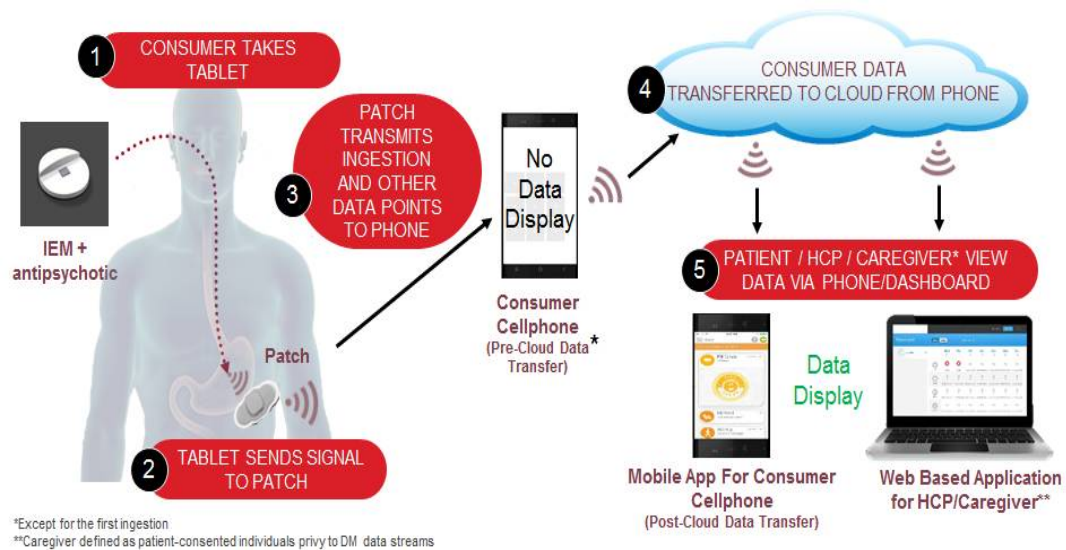 1
CONSUMER TAKES
TABLET
IEM +
antipsychotic
3
PATCH
TRANSMITS
INGESTION
AND OTHER
DATA POINTS
TO PHONE
Patch
2
TABLET SENDS SIGNAL
TO PATCH
No
Data
Display
Consumer
Cellphone
(Pre-Cloud Data*
Transfer)
4
CONSUMER DATA
TRANSFERRED TO CLOUD FROM PHONE
5
PATIENT / HCP / CAREGIVER* VIEW
DATA VIA PHONE/DASHBOARD
Data
Display
Mobile App For Consumer
Cellphone
(Post-Cloud Data Transfer)
Web Based Application
for HCP/Caregiver**
*Except for the first ingestion
**Caregiver defined as patient-consented individuals privy to DM data streams